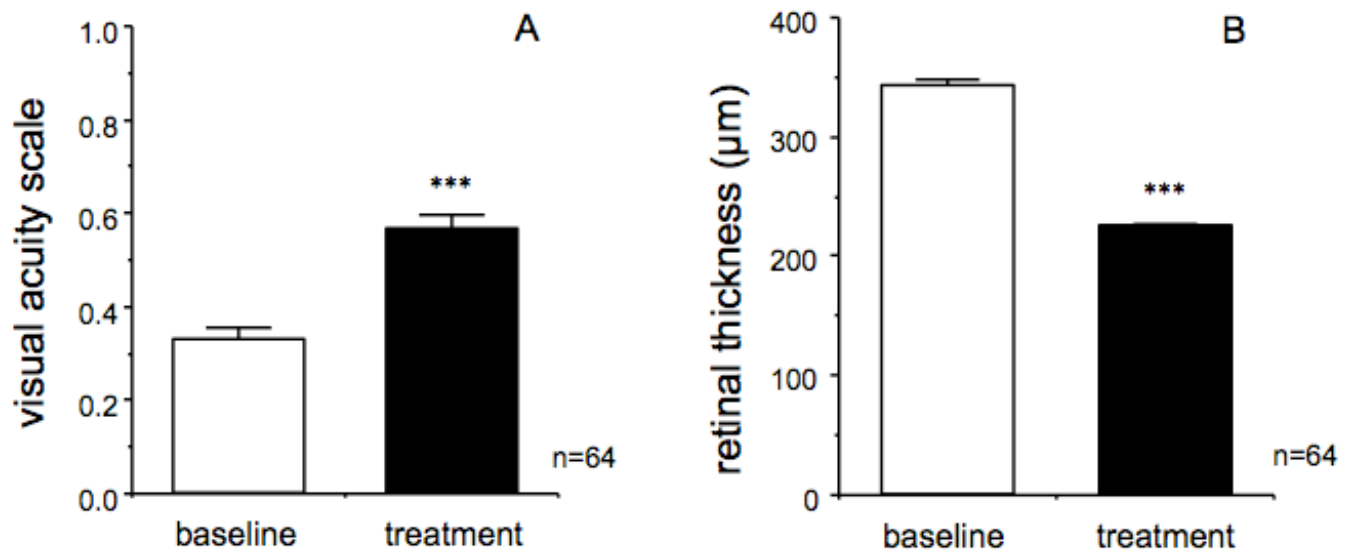 A
visual acuity scale
1.0
0.8
0.6
0.4
0.2
0.0
***
n=64
baseline
treatment
B
retinal thickness (µm)
400
300
200
100
0
***
n=64
baseline
treatment